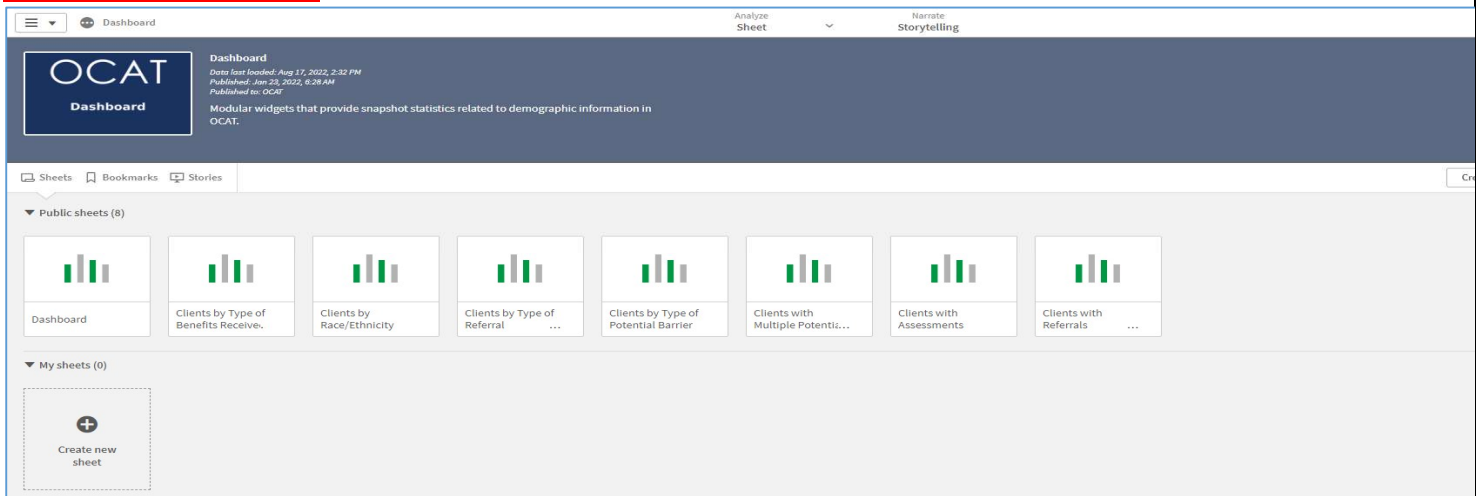 Dashboard
Analyze
Sheet
Narrate
Storytelling
OCAT
Dashboard
Dashboard
Data last loaded: Aug 17, 2022, 2:32 PM
Published: Jan 23, 2022, 6:28 AM
Published to: OCAT
Modular widgets that provide snapshot statistics related to demographic information in
OCAT.
Sheets Bookmarks Stories
Cre
Public sheets (8)
Dashboard
Clients by Type of
Benefits Receive..
Clients by
Race/Ethnicity
Clients by Type of
Referral ...
Clients by Type of
Potential Barrier
Clients with
Multiple Potentia...
Clients with
Assessments
Clients with
Referrals ...
My sheets (0)
Create new
sheet